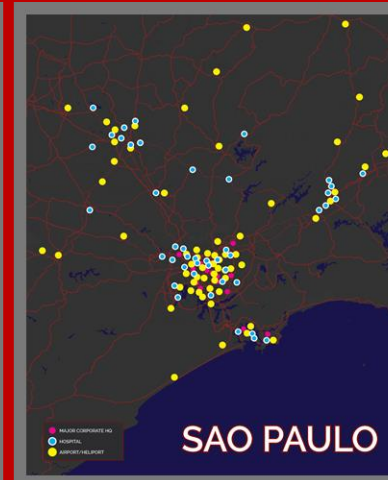 MAJOR CORPORATE HQ
HOSPITAL
AIRPORT/HELIPORT
SAO PAULO